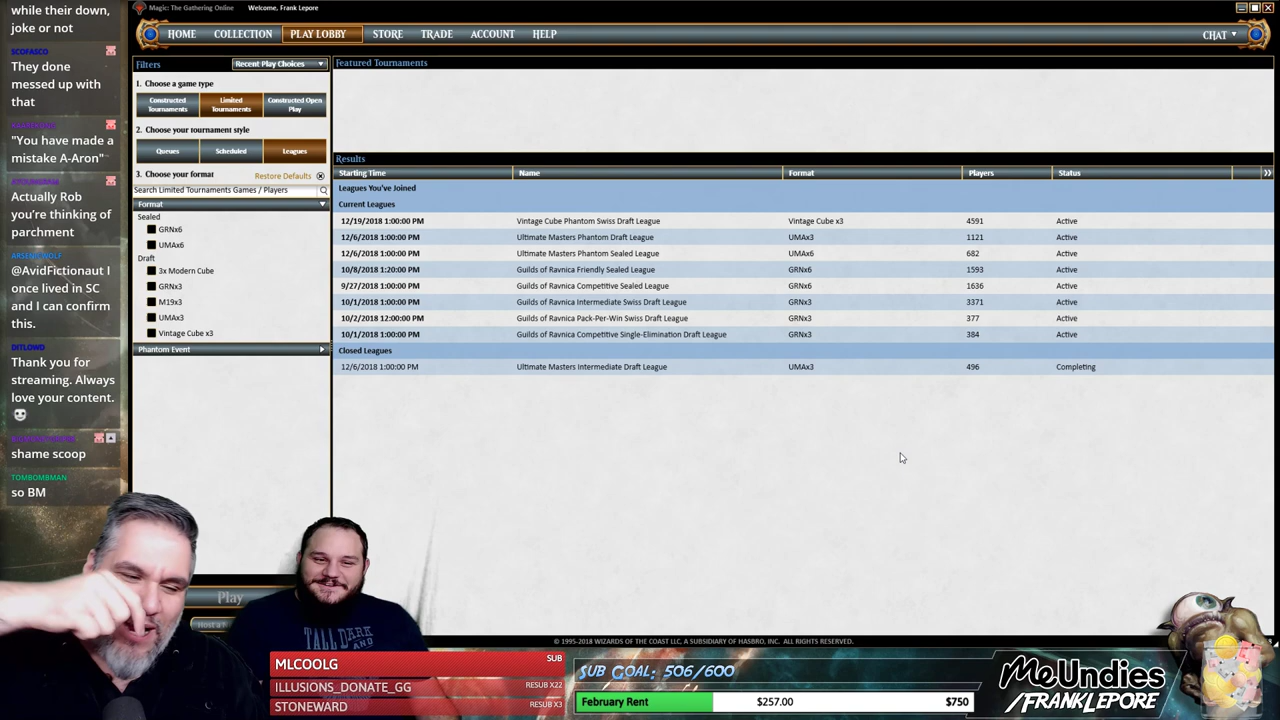 while their down,
joke or not
SCOFASCO
They done
messed up with
that
"You have made a
mistake A-Aron"
Actually Rob
you're thinking of
parchment
@AvidFictionaut I
once lived in SC
and I can confirm
this.
DITLOWD
Thank you for
streaming. Always
love your content.
shame scoop
TOMBOMBMAN
so BM
Magic: The Gathering Online
Welcome, Frank Lepore
HOME COLLECTION PLAY LOBBY STORE TRADE ACCOUNT HELP
CHAT
Filters
Recent Play Choices
1. Choose a game type
Constructed Tournaments
Limited Tournaments
Constructed Open Play
2. Choose your tournament style
Queues Scheduled Leagues
3. Choose your format
Restore Defaults
Search Limited Tournaments Games / Players
Format
Sealed
GRNx6
UMAx6
Draft
3x Modern Cube
GRNx3
M19x3
UMAx3
Vintage Cube x3
Phantom Event
Play
Host a
Featured Tournaments
Results
Starting Time Name Format Players Status
Leagues You've Joined
Current Leagues
12/19/2018 1:00:00 PM Vintage Cube Phantom Swiss Draft League Vintage Cube x3 4591 Active
12/6/2018 1:00:00 PM Ultimate Masters Phantom Draft League UMAx3 1121 Active
12/6/2018 1:00:00 PM Ultimate Masters Phantom Sealed League UMAx6 682 Active
10/8/2018 1:20:00 PM Guilds of Ravnica Friendly Sealed League GRNx6 1593 Active
9/27/2018 1:00:00 PM Guilds of Ravnica Competitive Sealed League GRNx6 1636 Active
10/1/2018 1:00:00 PM Guilds of Ravnica Intermediate Swiss Draft League GRNx3 3371 Active
10/2/2018 12:00:00 PM Guilds of Ravnica Pack-Per-Win Swiss Draft League GRNx3 377 Active
10/1/2018 1:00:00 PM Guilds of Ravnica Competitive Single-Elimination Draft League GRNx3 384 Active
Closed Leagues
12/6/2018 1:00:00 PM Ultimate Masters Intermediate Draft League UMAx3 496 Completing
© 1995-2018 WIZARDS OF THE COAST LLC, A SUBSIDIARY OF HASBRO, INC. ALL RIGHTS RESERVED.
TALL DARK
AND
MLCOOLG SUB
ILLUSIONS_DONATE_GG RESUB X22
STONEWARD RESUB X3
SUB GOAL: 506/600
February Rent $257.00 $750
MeUndies
/FRANKLEPORE